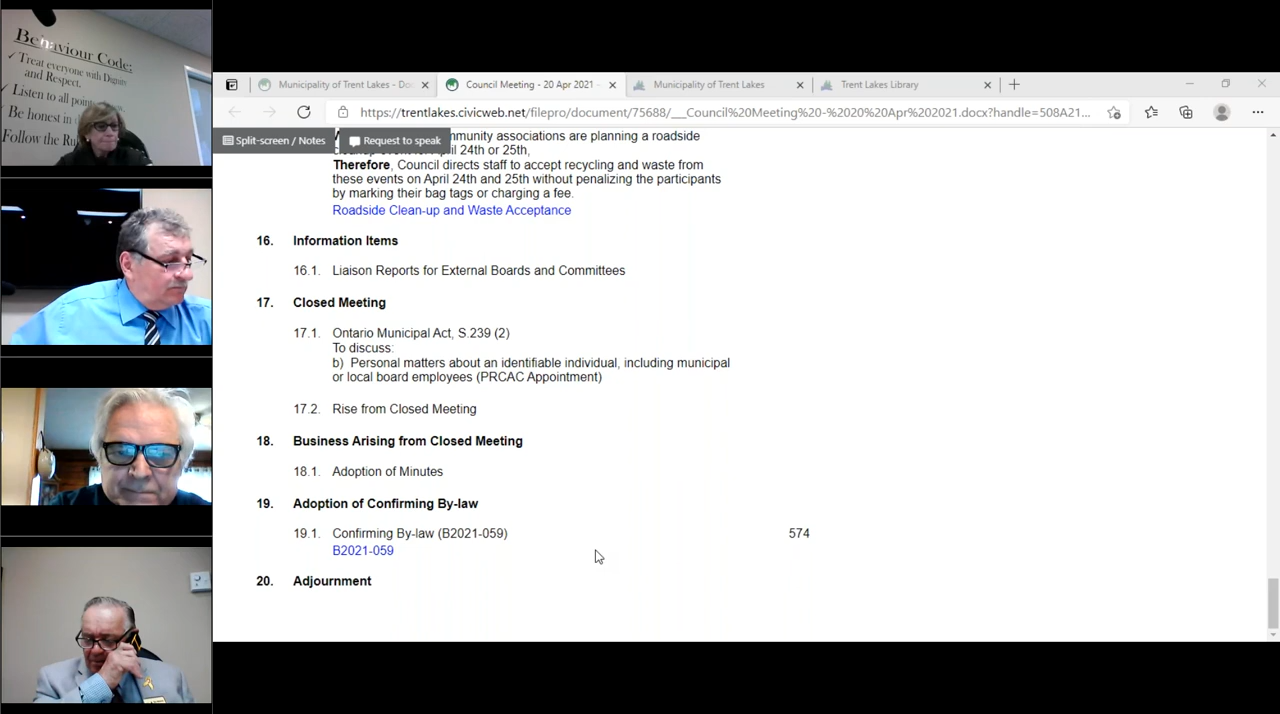 Behaviour Code:
✓ Treat everyone with Dignity
and Respect.
✓ Listen to all
Be honest in
Follow the
Municipality of Trent Lakes - Do
Council Meeting - 20 Apr 2021 -
Municipality of Trent Lakes
Trent Lakes Library
https://trentlakes.civicweb.net/filepro/document/75688/___Council%20Meeting%20-%2020%20Apr%202021.docx?handle=508A21...
Split-screen / Notes
Request to speak
mmunity associations are planning a roadside
24th or 25th,
Therefore, Council directs staff to accept recycling and waste from
these events on April 24th and 25th without penalizing the participants
by marking their bag tags or charging a fee.
Roadside Clean-up and Waste Acceptance
16. Information Items
16.1. Liaison Reports for External Boards and Committees
17. Closed Meeting
17.1. Ontario Municipal Act, S.239 (2)
To discuss:
b) Personal matters about an identifiable individual, including municipal
or local board employees (PRCAC Appointment)
17.2. Rise from Closed Meeting
18. Business Arising from Closed Meeting
18.1. Adoption of Minutes
19. Adoption of Confirming By-law
19.1. Confirming By-law (B2021-059) 574
B2021-059
20. Adjournment